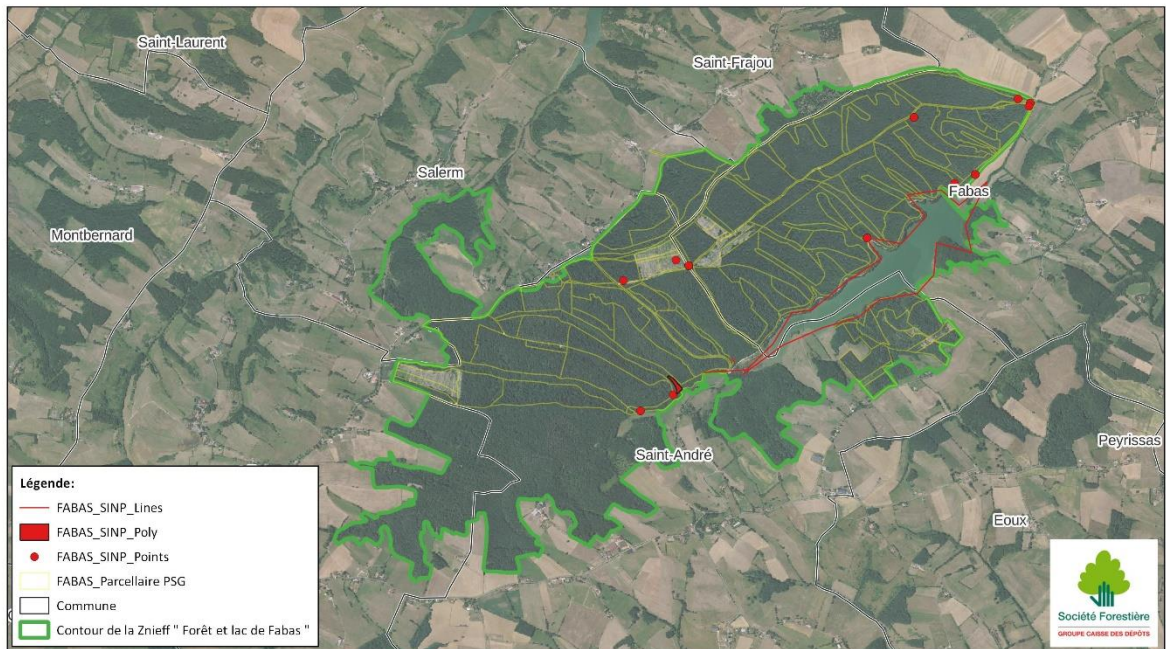 Saint-Laurent
Saint-Frajou
Salerm
Montbernard
Fabas
Saint-André
Peyrissas
Eoux
Légende:
FABAS_SINP_Lines
FABAS_SINP_Poly
FABAS_SINP_Points
FABAS_Parcellaire PSG
Commune
Contour de la Znieff " Forêt et lac de Fabas "
Société Forestière
GROUPE CAISSE DES DÉPÔTS